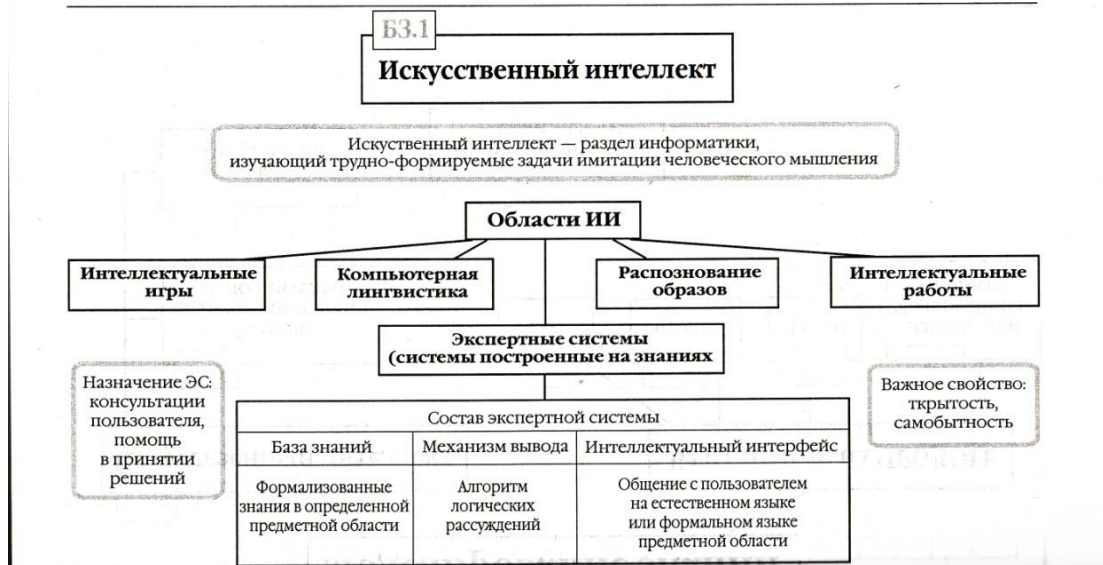 Б3.1
Искусственный интеллект
Искуственный интеллект — раздел информатики,
изучающий трудно-формируемые задачи имитации человеческого мышления
Области ИИ
Интеллектуальные
игры
Компьютерная
лингвистика
Распознование
образов
Интеллектуальные
работы
Экспертные системы
(системы построенные на знаниях
Назначение ЭС:
консультации
пользователя,
помощь
в принятии
решений
Важное свойство:
ткрытость,
самобытность
Состав экспертной системы
База знаний
Механизм вывода
Интеллектуальный интерфейс
Формализованные
знания в определенной
предметной области
Алгоритм
логических
рассуждений
Общение с пользователем
на естественном языке
или формальном языке
предметной области